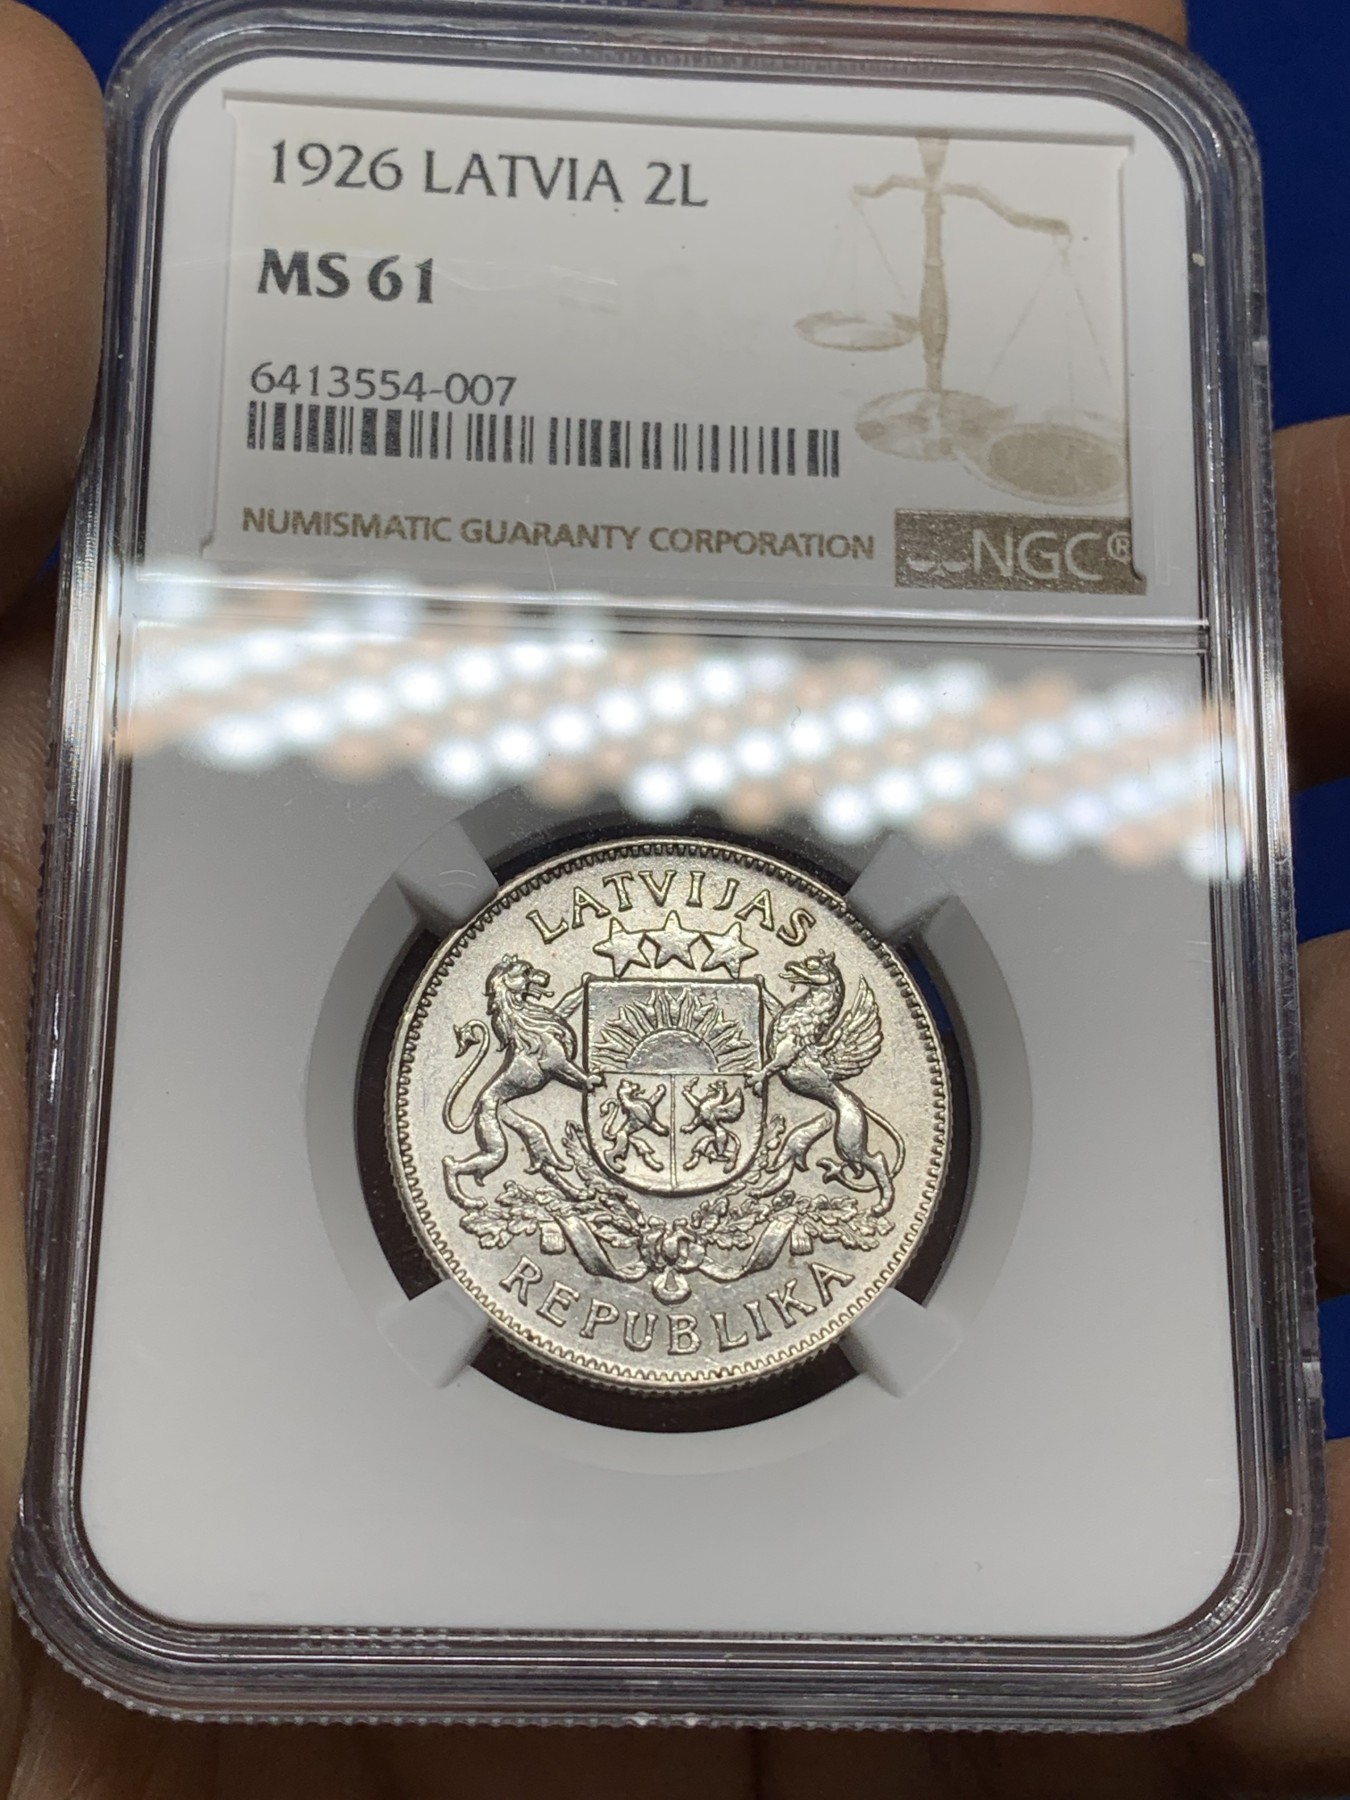 1926 LATVIA 2L
MS 61
6413554-007
NUMISMATIC GUARANTY CORPORATION
NGC®
LATVIJAS
REPUBLIKA